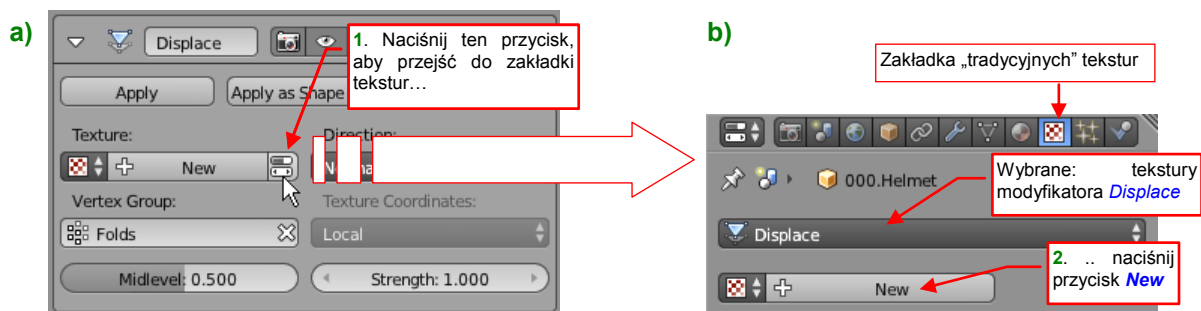 a)
Displace
1. Naciśnij ten przycisk,
aby przejść do zakładki
tekstur…
Apply
Apply as Shape
Texture:
Direction:
New
Vertex Group:
Texture Coordinates:
Folds
Local
Midlevel: 0.500
Strength: 1.000
b)
Zakładka „tradycyjnych” tekstur
000.Helmet
Wybrane: tekstury
modyfikatora Displace
Displace
2. .. naciśnij
przycisk New
New